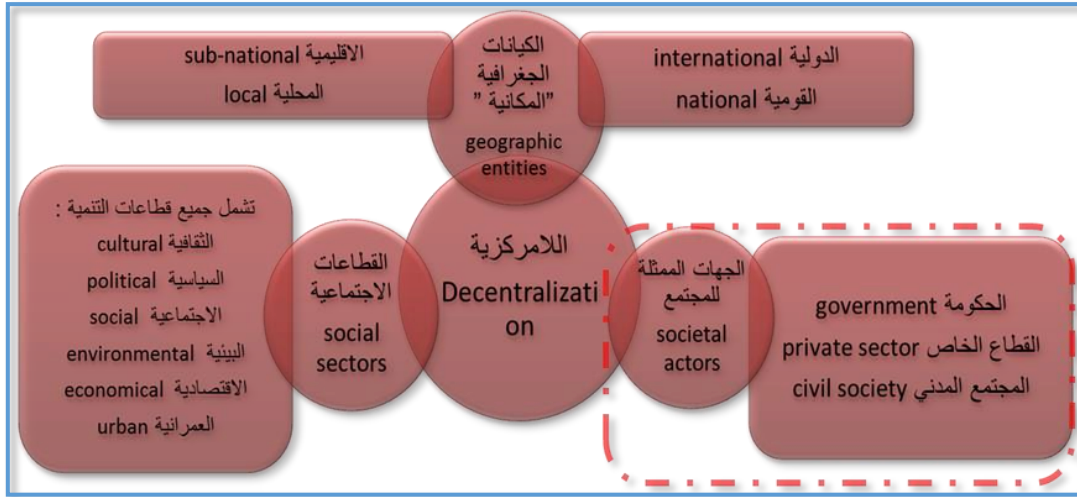 الكيانات
الجغرافية
"المكانية "
geographic
entities
الاقليمية sub-national
المحلية local
الدولية international
القومية national
اللامركزية
Decentralizati
on
القطاعات
الاجتماعية
social
sectors
تشمل جميع قطاعات التنمية :
الثقافية cultural
السياسية political
الاجتماعية social
البيئية environmental
الاقتصادية economical
العمرانية urban
الجهات الممثلة
للمجتمع
societal
actors
الحكومة government
القطاع الخاص private sector
المجتمع المدني civil society